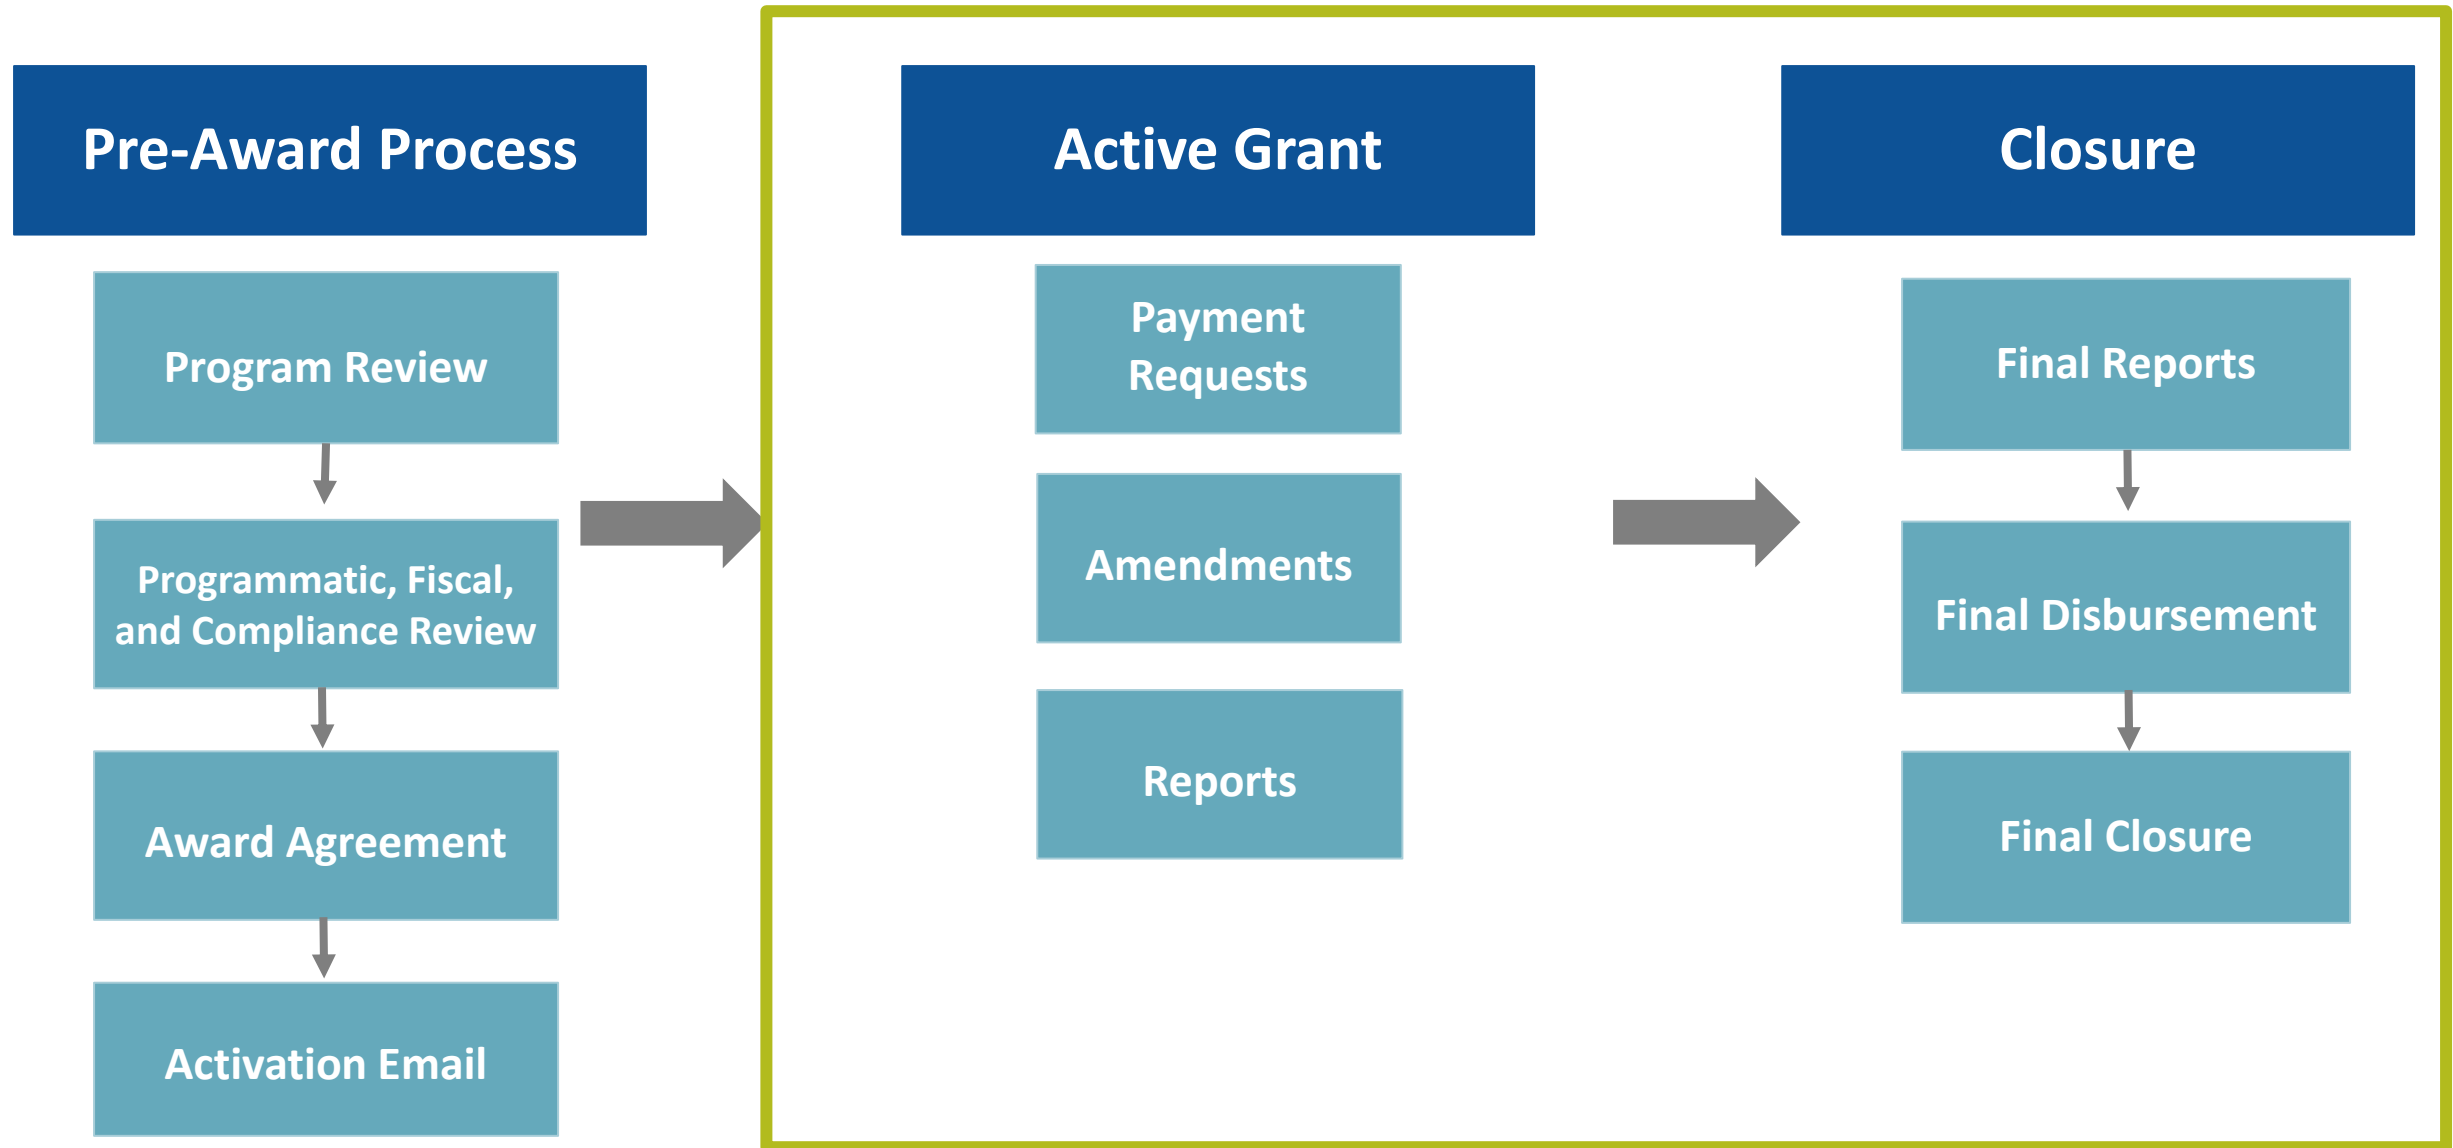 Pre-Award Process
Program Review
Programmatic, Fiscal,
and Compliance Review
Award Agreement
Activation Email
Active Grant
Payment
Requests
Amendments
Reports
Closure
Final Reports
Final Disbursement
Final Closure